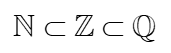 ℕ ⊂ ℤ ⊂ ℚ